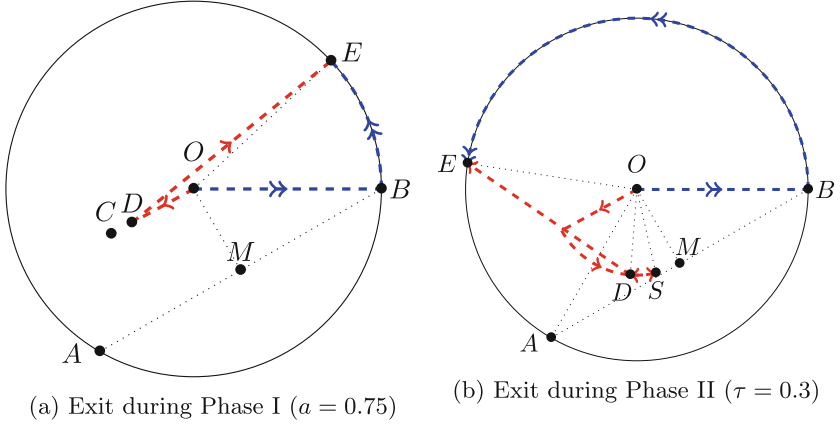 E
O
B
C
D
M
A
(a) Exit during Phase I (a = 0.75)
E
O
B
M
D
S
A
(b) Exit during Phase II (τ = 0.3)